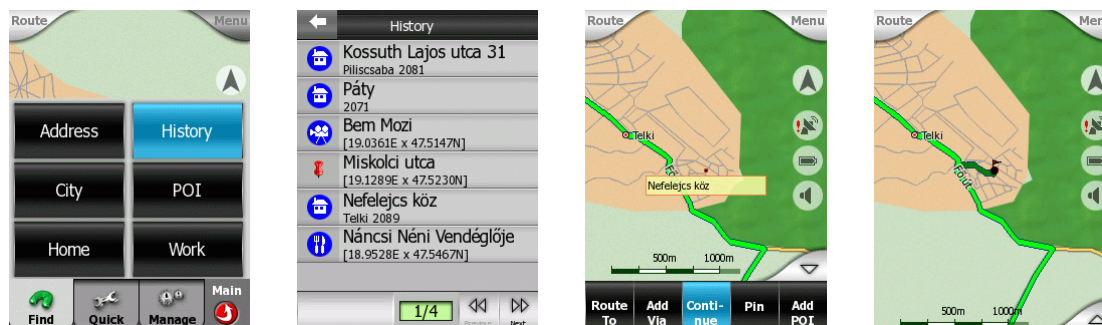 Route Menu
Address History
City POI
Home Work
Find Quick Manage Main
History
Kossuth Lajos utca 31
Piliscsaba 2081
Páty
2071
Bem Mozi
[19.0361E x 47.5147N]
Miskolci utca
[19.1289E x 47.5230N]
Nefelejcs köz
Telki 2089
Náncsi Néni Vendéglője
[18.9528E x 47.5467N]
1/4
Previous Next
Route Menu
Telki
Nefelejcs köz
500m 1000m
Route To
Add Via
Conti-nue
Pin
Add POI
Route Men
Telki
Fő út
500m 1000m